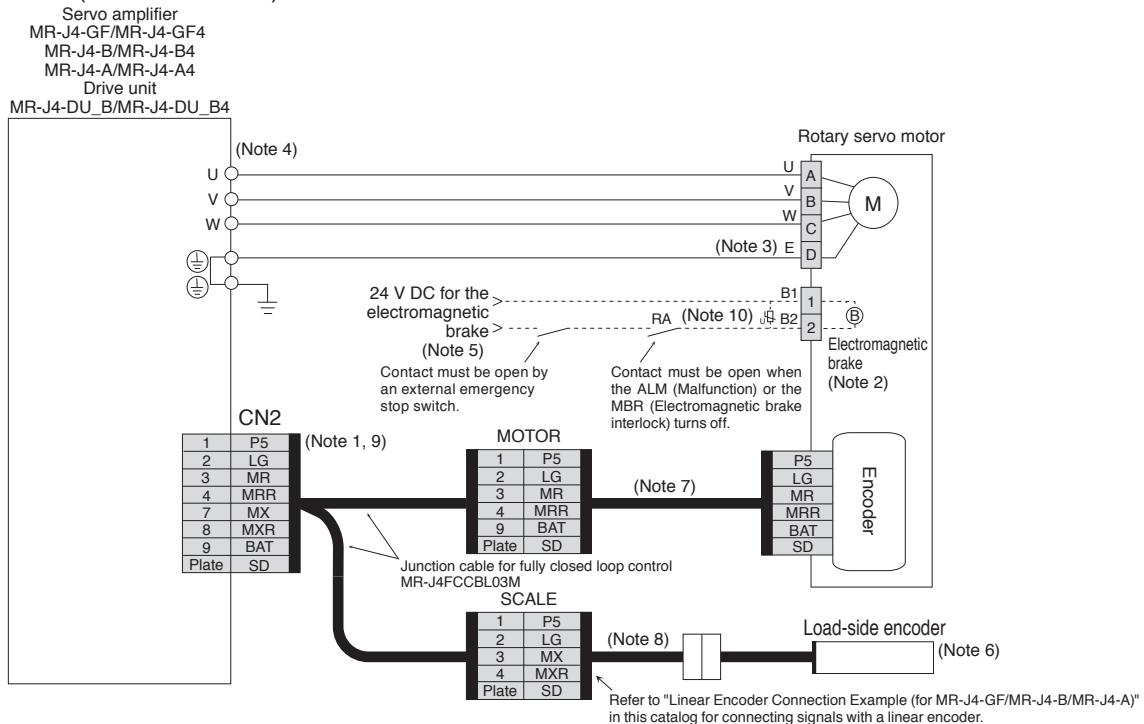 Servo amplifier
MR-J4-GF/MR-J4-GF4
MR-J4-B/MR-J4-B4
MR-J4-A/MR-J4-A4
Drive unit
MR-J4-DU_B/MR-J4-DU_B4
Rotary servo motor
(Note 4)
U
V
W
U
V
W
(Note 3) E
A
B
C
D
M
24 V DC for the
electromagnetic
brake
(Note 5)
RA (Note 10)
U
B1
B2
1
2
B
Electromagnetic
brake
(Note 2)
Contact must be open by
an external emergency
stop switch.
Contact must be open when
the ALM (Malfunction) or the
MBR (Electromagnetic brake
interlock) turns off.
CN2
(Note 1, 9)
1 P5
2 LG
3 MR
4 MRR
7 MX
8 MXR
9 BAT
Plate SD
MOTOR
1 P5
2 LG
3 MR
4 MRR
9 BAT
Plate SD
(Note 7)
P5
LG
MR
MRR
BAT
SD
Encoder
Junction cable for fully closed loop control
MR-J4FCCBL03M
SCALE
1 P5
2 LG
3 MX
4 MXR
Plate SD
(Note 8)
Load-side encoder
(Note 6)
Refer to "Linear Encoder Connection Example (for MR-J4-GF/MR-J4-B/MR-J4-A)"
in this catalog for connecting signals with a linear encoder.